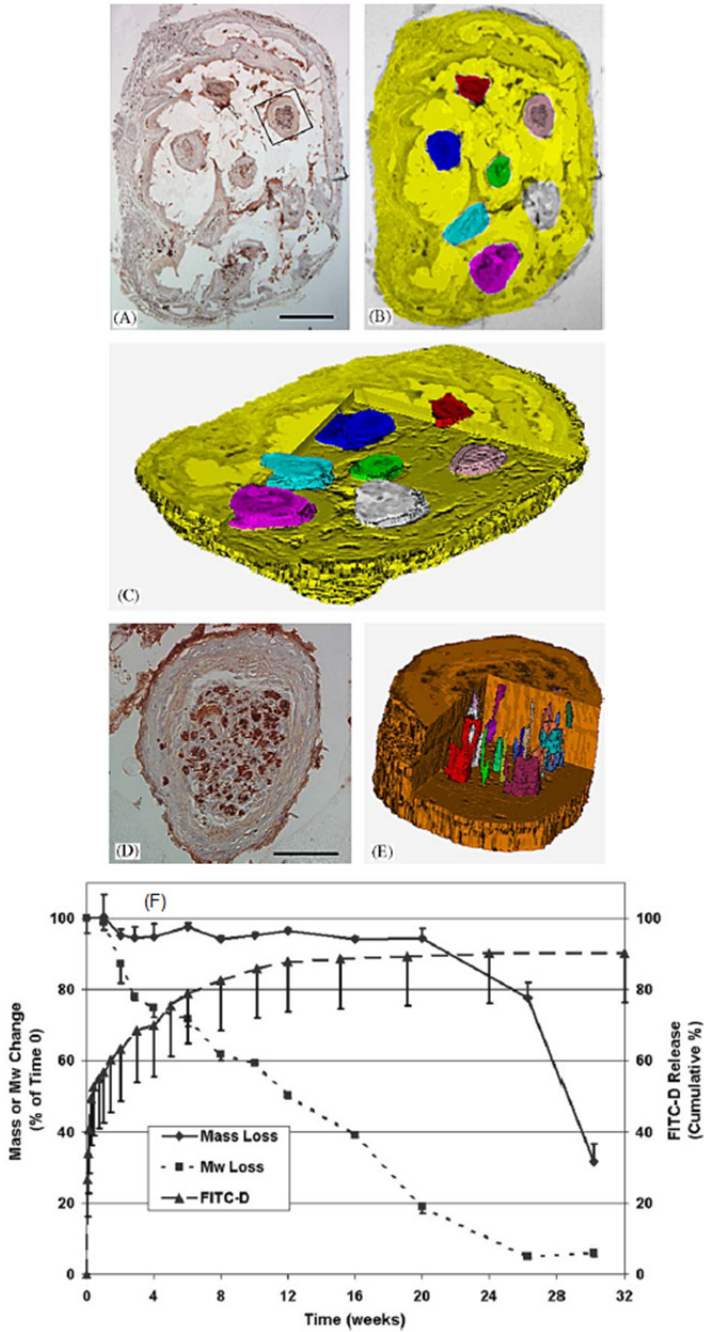 (A)
(B)
(C)
(D)
(E)
(F)
100
80
60
40
20
0
Mass or Mw Change
(% of Time 0)
100
80
60
40
20
0
FITC-D Release
(Cumulative %)
Mass Loss
Mw Loss
FITC-D
0 4 8 12 16 20 24 28 32
Time (weeks)